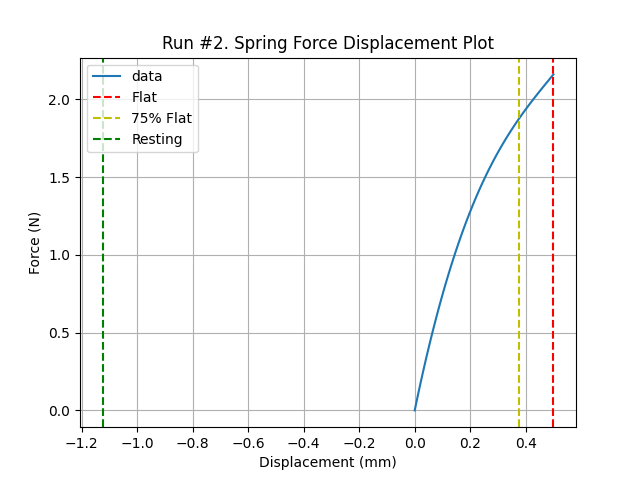 Run #2. Spring Force Displacement Plot
data
Flat
75% Flat
Resting
Force (N)
2.0
1.5
1.0
0.5
0.0
−1.2 −1.0 −0.8 −0.6 −0.4 −0.2 0.0 0.2 0.4
Displacement (mm)